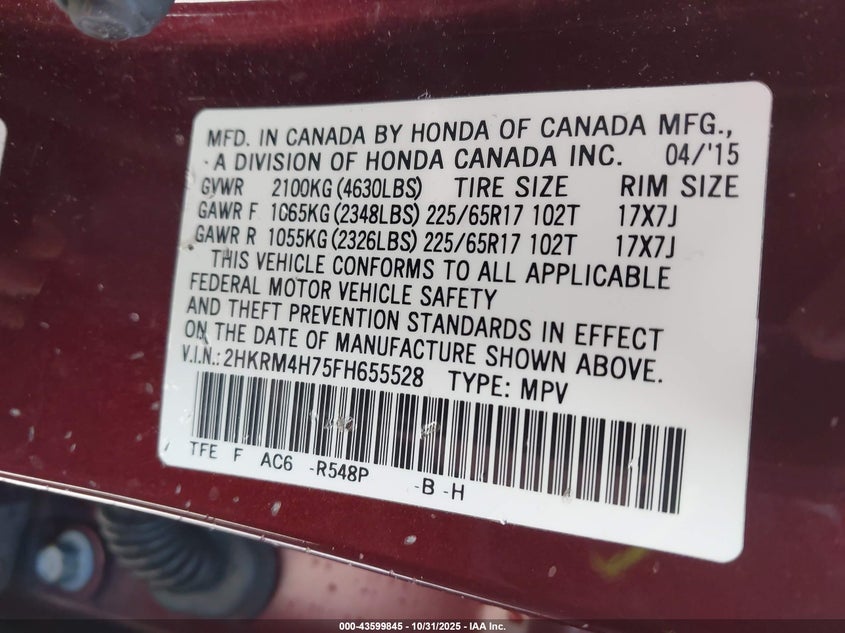 MFD. IN CANADA BY HONDA OF CANADA MFG.,
A DIVISION OF HONDA CANADA INC. 04/'15
GVWR 2100KG (4630LBS) TIRE SIZE RIM SIZE
GAWR F 1065KG (2348LBS) 225/65R17 102T 17X7J
GAWR R 1055KG (2326LBS) 225/65R17 102T 17X7J
THIS VEHICLE CONFORMS TO ALL APPLICABLE
FEDERAL MOTOR VEHICLE SAFETY
AND THEFT PREVENTION STANDARDS IN EFFECT
ON THE DATE OF MANUFACTURE SHOWN ABOVE.
V.I.N.: 2HKRM4H75FH655528 TYPE: MPV
TFE F AC6 -R548P -B -H
000-43599845 - 10/31/2025 - IAA Inc.